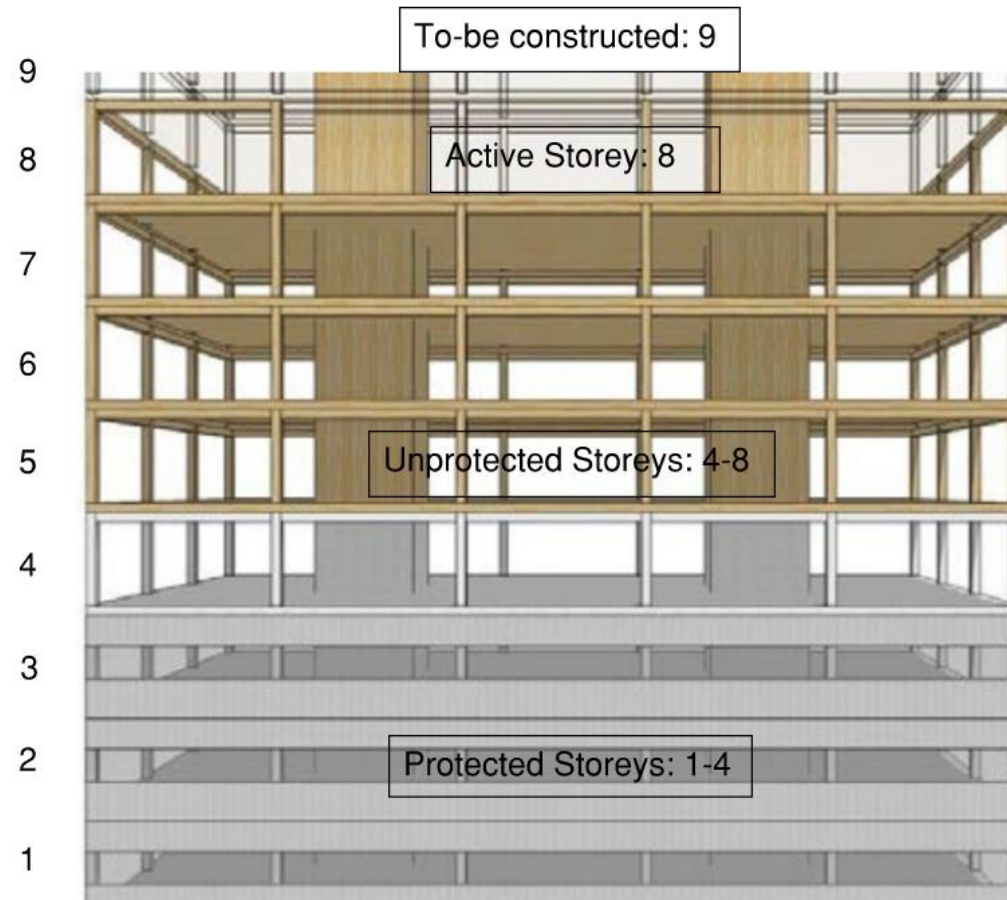 To-be constructed: 9
9
Active Storey: 8
8
7
6
Unprotected Storeys: 4-8
5
4
3
Protected Storeys: 1-4
2
1